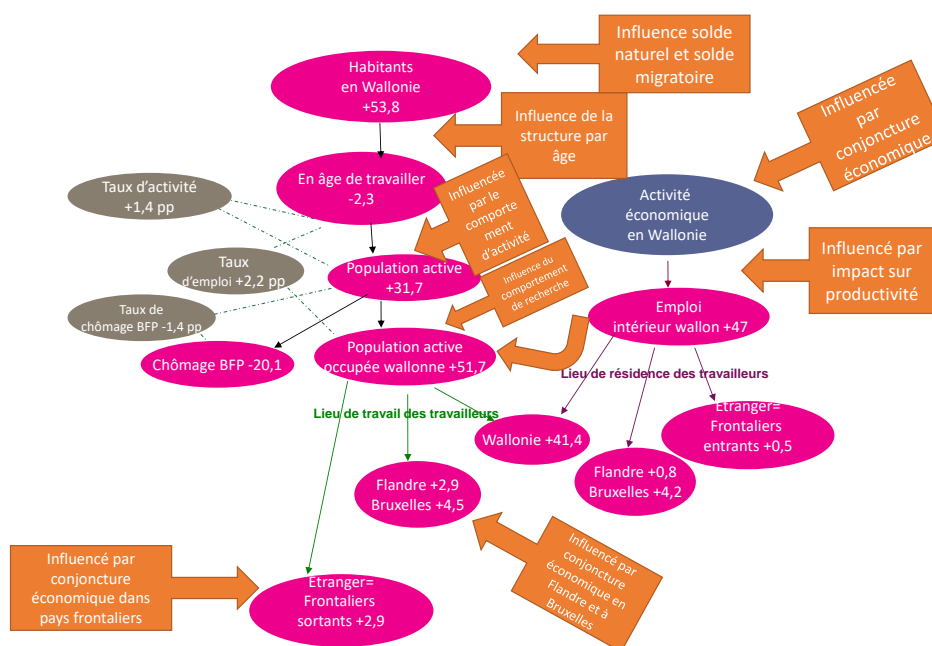 Influence solde
naturel et solde
migratoire
Habitants
en Wallonie
+53,8
Influence de la
structure par
âge
Influencée
par
conjoncture
économique
En âge de travailler
-2,3
Taux d'activité
+1,4 pp
Influencée
par le
comporte
ment
d'activité
Activité
économique
en Wallonie
Taux
d'emploi +2,2 pp
Population active
+31,7
Influence du
comportement
de recherche
Influencé par
impact sur
productivité
Taux de
chômage BFP -1,4 pp
Emploi
intérieur wallon +47
Chômage BFP -20,1
Population active
occupée wallonne +51,7
Lieu de résidence des travailleurs
Lieu de travail des travailleurs
Wallonie +41,4
Etranger=
Frontaliers
entrants +0,5
Flandre +2,9
Bruxelles +4,5
Flandre +0,8
Bruxelles +4,2
Influencé par
conjoncture
économique en
Flandre et à
Bruxelles
Influencé par
conjoncture
économique dans
pays frontaliers
Etranger=
Frontaliers
sortants +2,9